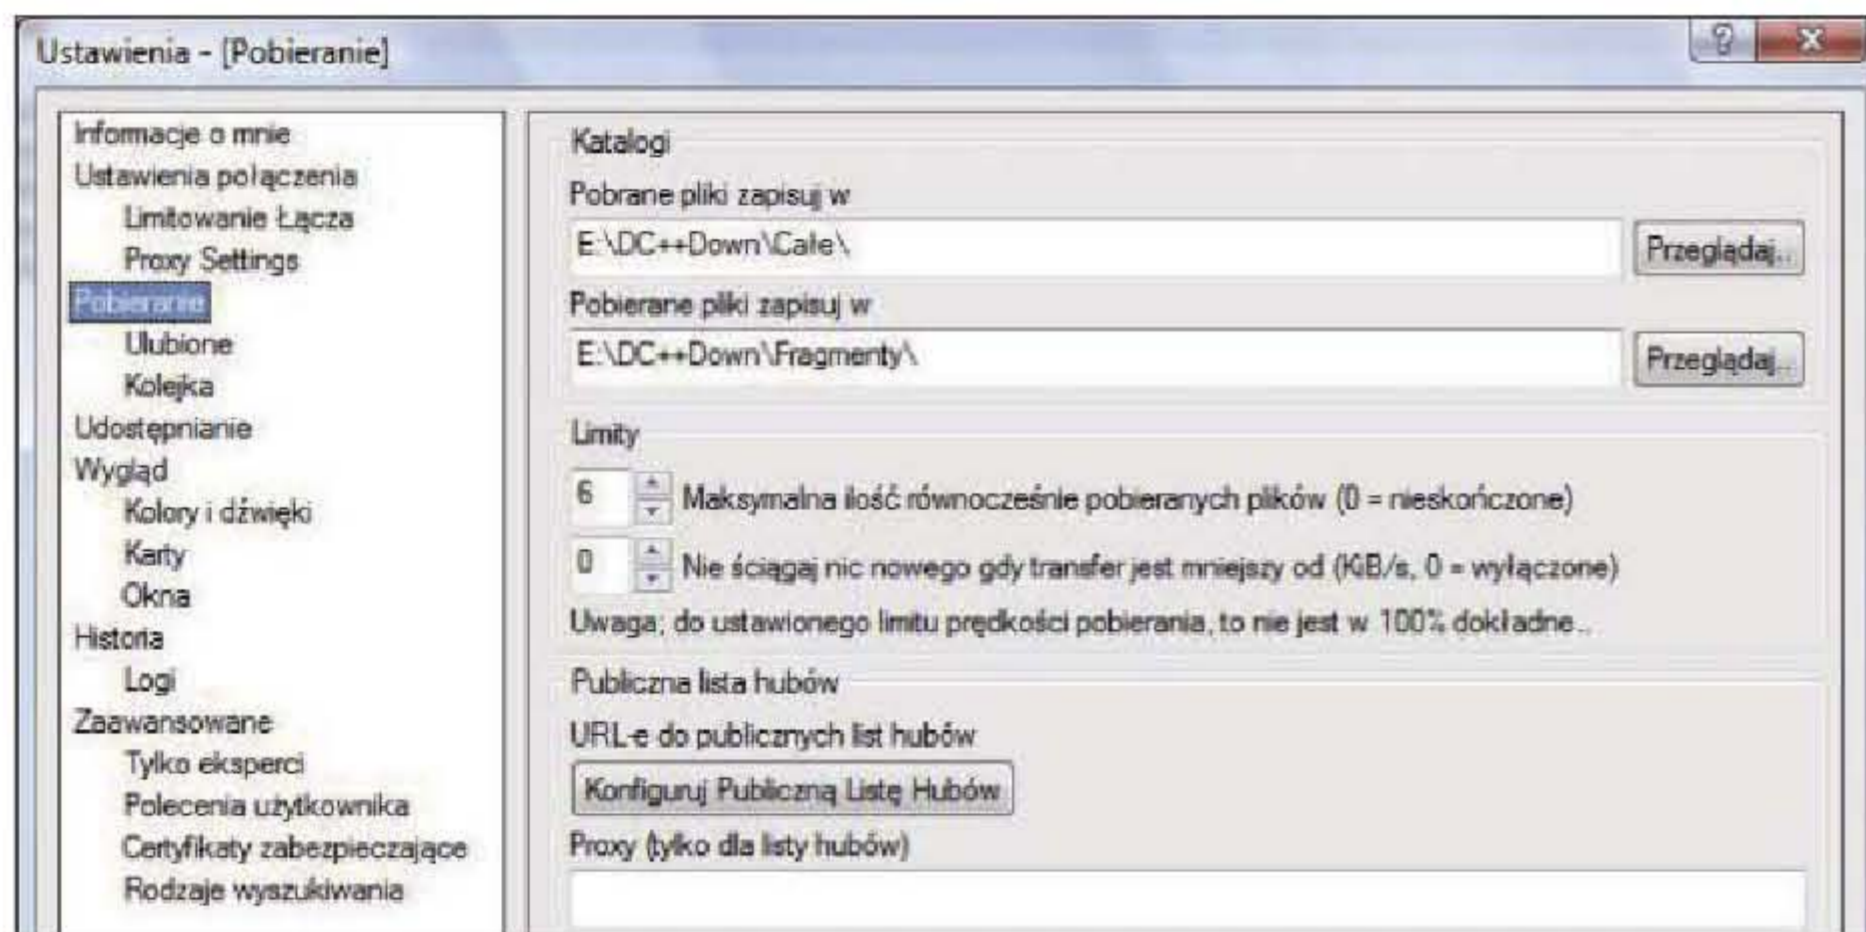 Ustawienia - [Pobieranie]
Informacje o mnie
Ustawienia połączenia
Limitowanie Łącza
Proxy Settings
Pobieranie
Ulubione
Kolejka
Udostępnianie
Wygląd
Kolory i dźwięki
Karty
Okna
Historia
Logi
Zaawansowane
Tylko eksperci
Polecenia użytkownika
Certyfikaty zabezpieczające
Rodzaje wyszukiwania
Katalogi
Pobrane pliki zapisuj w
E:\DC++Down\Całe\
Przeglądaj..
Pobierane pliki zapisuj w
E:\DC++Down\Fragmenty\
Przeglądaj..
Limity
6 Maksymalna ilość równocześnie pobieranych plików (0 = nieskończone)
0 Nie ściągaj nic nowego gdy transfer jest mniejszy od (KiB/s, 0 = wyłączone)
Uwaga; do ustawionego limitu prędkości pobierania, to nie jest w 100% dokładne..
Publiczna lista hubów
URL-e do publicznych list hubów
Konfiguruj Publiczną Listę Hubów
Proxy (tylko dla listy hubów)